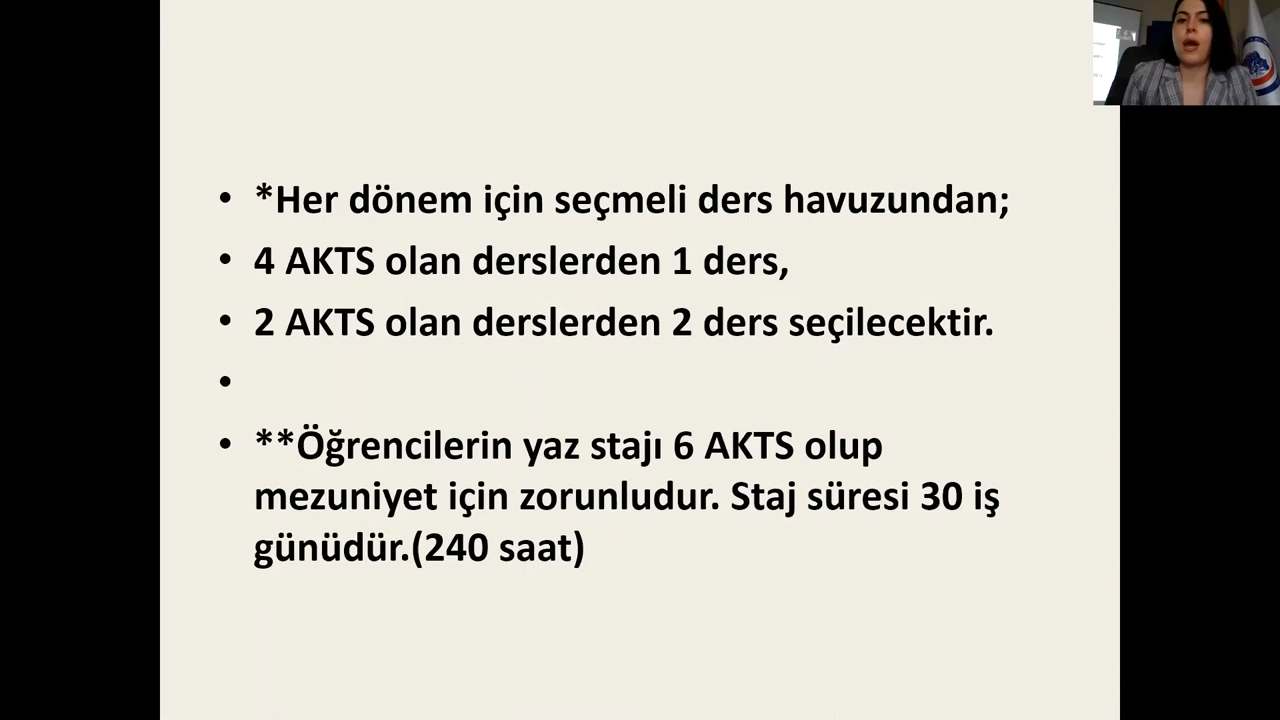 • *Her dönem için seçmeli ders havuzundan;
• 4 AKTS olan derslerden 1 ders,
• 2 AKTS olan derslerden 2 ders seçilecektir.
•
• **Öğrencilerin yaz stajı 6 AKTS olup
mezuniyet için zorunludur. Staj süresi 30 iş
günüdür.(240 saat)